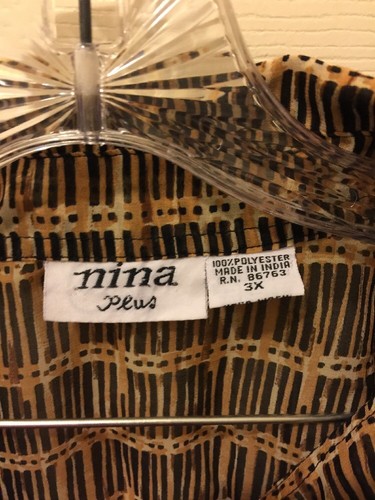 nina
Plus
100% POLYESTER
MADE IN INDIA
R.N. 86763
3X